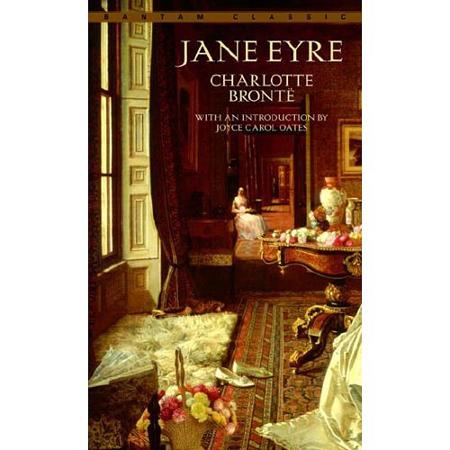 BANTAM CLASSIC
JANE EYRE
CHARLOTTE
BRONTË
WITH AN INTRODUCTION BY
JOYCE CAROL OATES